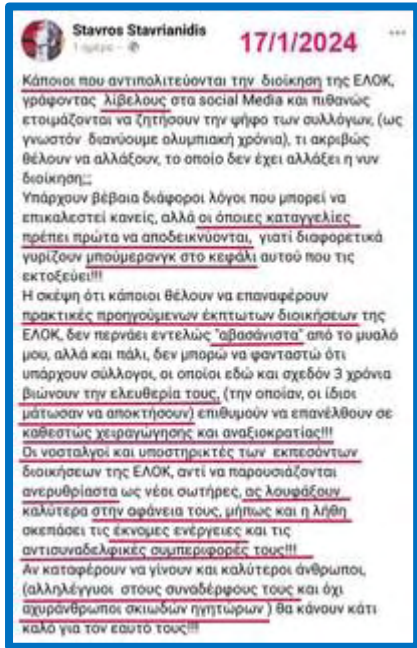 Stavros Stavrianidis
1 ημέρα ·
17/1/2024
Κάποιοι που αντιπολιτεύονται την διοίκηση της ΕΛΟΚ,
γράφοντας λίβελους στα social Media και πιθανώς
ετοιμάζονται να ζητήσουν την ψήφο των συλλόγων, (ως
γνωστόν διανύουμε ολυμπιακή χρόνια), τι ακριβώς
θέλουν να αλλάξουν, το οποίο δεν έχει αλλάξει η νυν
διοίκηση;;
Υπάρχουν βέβαια διάφοροι λόγοι που μπορεί να
επικαλεστεί κανείς, αλλά οι όποιες καταγγελίες
πρέπει πρώτα να αποδεικνύονται, γιατί διαφορετικά
γυρίζουν μπούμερανγκ στο κεφάλι αυτού που τις
εκτοξεύει!!!
Η σκέψη ότι κάποιοι θέλουν να επαναφέρουν
πρακτικές προηγούμενων έκπτωτων διοικήσεων της
ΕΛΟΚ, δεν περνάει εντελώς "αβασάνιστα" από το μυαλό
μου, αλλά και πάλι, δεν μπορώ να φανταστώ ότι
υπάρχουν σύλλογοι, οι οποίοι εδώ και σχεδόν 3 χρόνια
βιώνουν την ελευθερία τους, (την οποίαν, οι ίδιοι
μάτωσαν να αποκτήσουν) επιθυμούν να επανέλθουν σε
καθεστώς χειραγώγησης και αναξιοκρατίας!!!
Οι νοσταλγοί και υποστηρικτές των εκπεσόντων
διοικήσεων της ΕΛΟΚ, αντί να παρουσιάζονται
ανερυθρίαστα ως νέοι σωτήρες, ας λουφάξουν
καλύτερα στην αφάνεια τους, μήπως και η λήθη
σκεπάσει τις έκνομες ενέργειες και τις
αντισυναδελφικές συμπεριφορές τους!!!
Αν καταφέρουν να γίνουν και καλύτεροι άνθρωποι,
(αλληλέγγυοι στους συναδέρφους τους και όχι
αχυράνθρωποι σκιωδών ηγητώρων ) θα κάνουν κάτι
καλό για τον εαυτό τους!!!